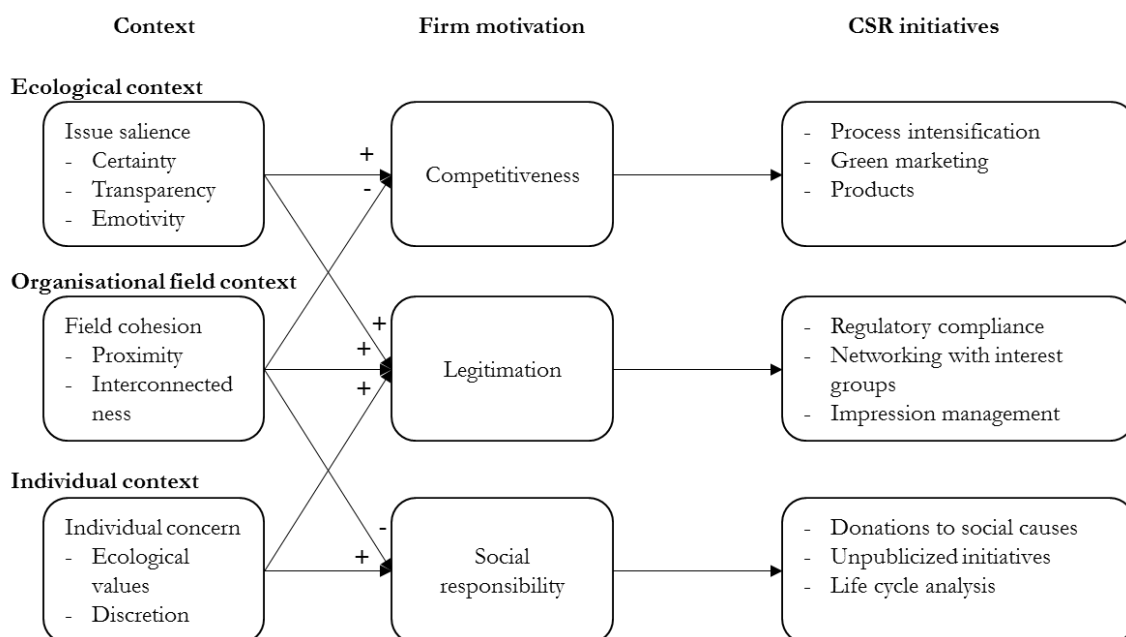 Context
Firm motivation
CSR initiatives
Ecological context
Issue salience
- Certainty
- Transparency
- Emotivity
+
-
Competitiveness
- Process intensification
- Green marketing
- Products
Organisational field context
Field cohesion
- Proximity
- Interconnected
ness
+
+
+
Legitimation
- Regulatory compliance
- Networking with interest
groups
- Impression management
Individual context
Individual concern
- Ecological
values
- Discretion
-
+
Social
responsibility
- Donations to social causes
- Unpublicized initiatives
- Life cycle analysis